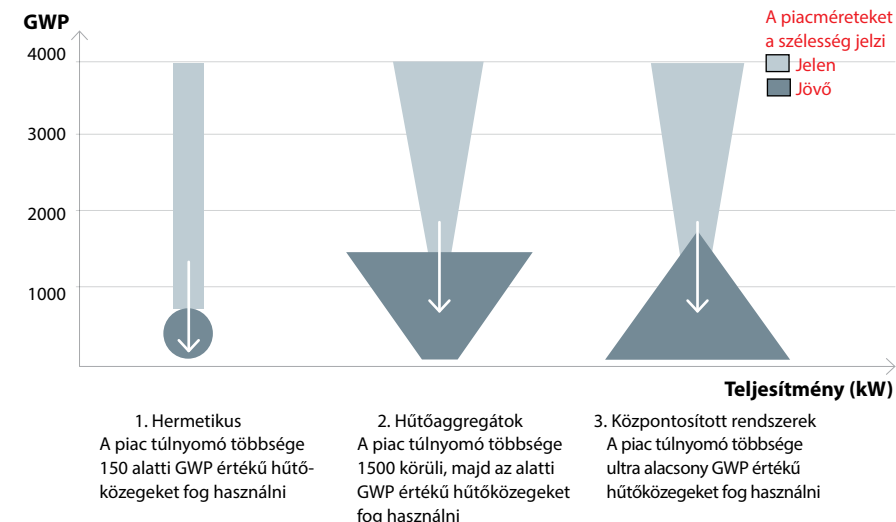 GWP
4000
3000
2000
1000
A piacméreteket
a szélesség jelzi
Jelen
Jövő
Teljesítmény (kW)
1. Hermetikus
A piac túlnyomó többsége
150 alatti GWP értékű hűtő-
közegeket fog használni
2. Hűtőaggregátok
A piac túlnyomó többsége
1500 körüli, majd az alatti
GWP értékű hűtőközegeket
fog használni
3. Központosított rendszerek
A piac túlnyomó többsége
ultra alacsony GWP értékű
hűtőközegeket fog használni